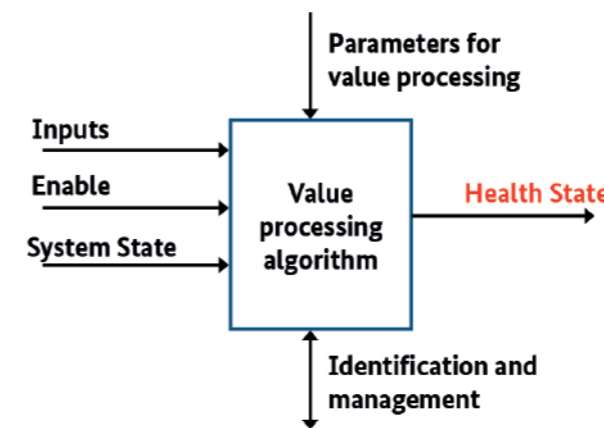 Parameters for
value processing
Inputs
Enable
System State
Value
processing
algorithm
Health State
Identification and
management